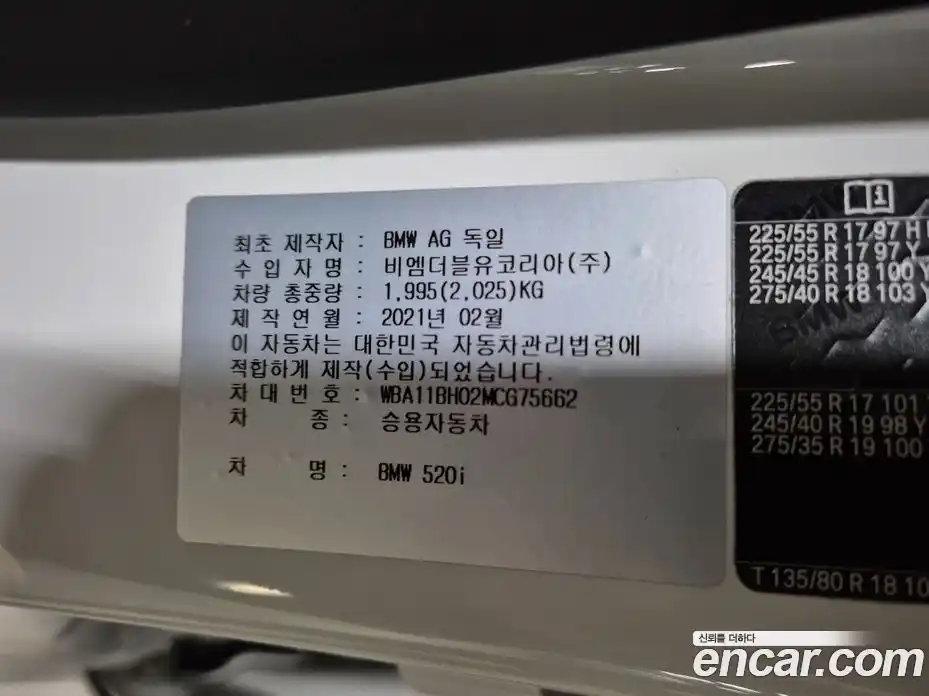 최초 제작자 : BMW AG 독일
수 입 자 명 : 비엠더블유코리아(주)
차량 총중량 : 1,995(2,025)KG
제 작 연 월 : 2021년 02월
이 자동차는 대한민국 자동차관리법령에
적합하게 제작(수입)되었습니다.
차 대 번 호 : WBA11BH02MCG75662
차 종 : 승용자동차
차 명 : BMW 520i
i
225/55 R 17 97 H
225/55 R 17 97 Y
245/45 R 18 100 Y
275/40 R 18 103 Y
BMW
225/55 R 17 101
245/40 R 19 98 Y
275/35 R 19 100
T 135/80 R 18
신뢰를 더하다
encar.com